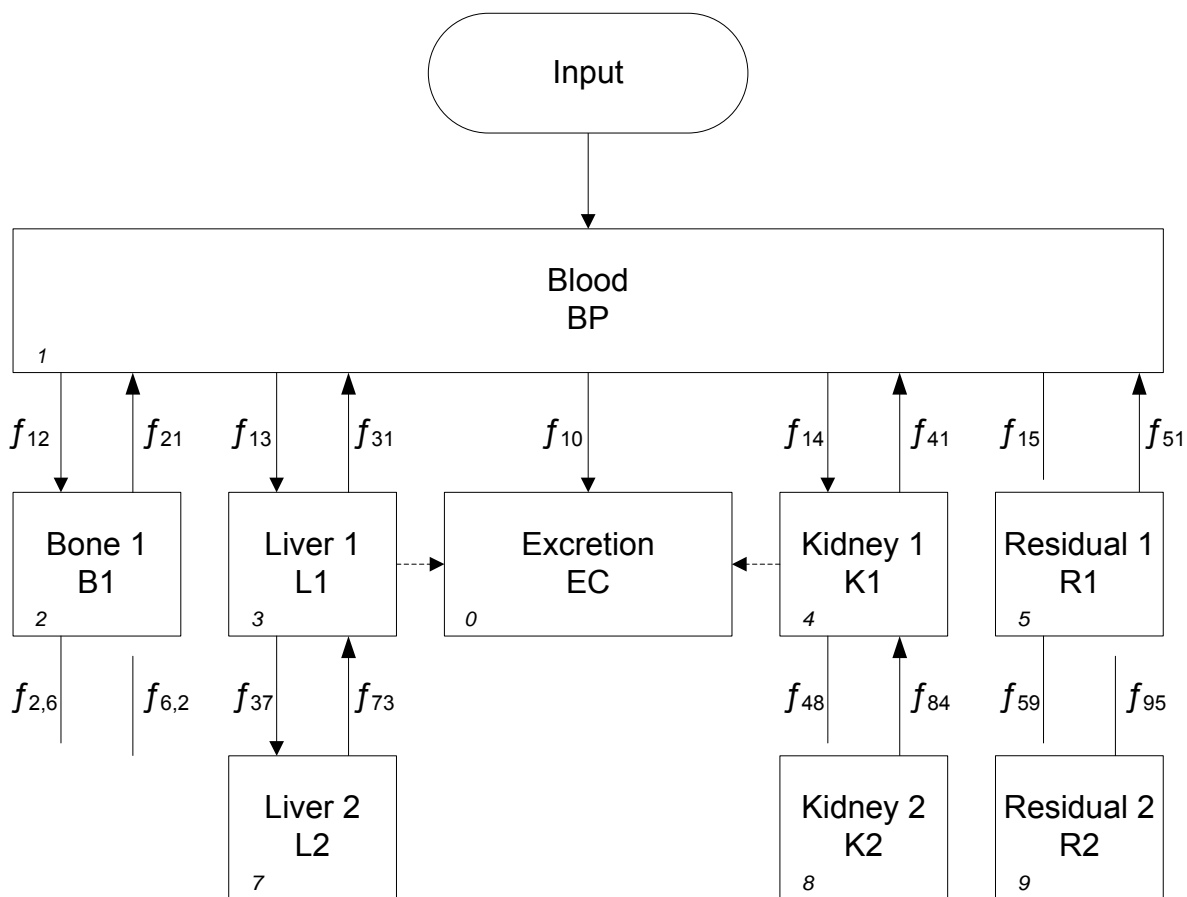 Input
Blood
BP
1
f12 f21 f13 f31 f10 f14 f41 f15 f51
Bone 1 Liver 1 Excretion Kidney 1 Residual 1
B1 L1 EC K1 R1
2 3 0 4 5
f2,6 f6,2 f37 f73 f48 f84 f59 f95
Liver 2 Kidney 2 Residual 2
L2 K2 R2
7 8 9